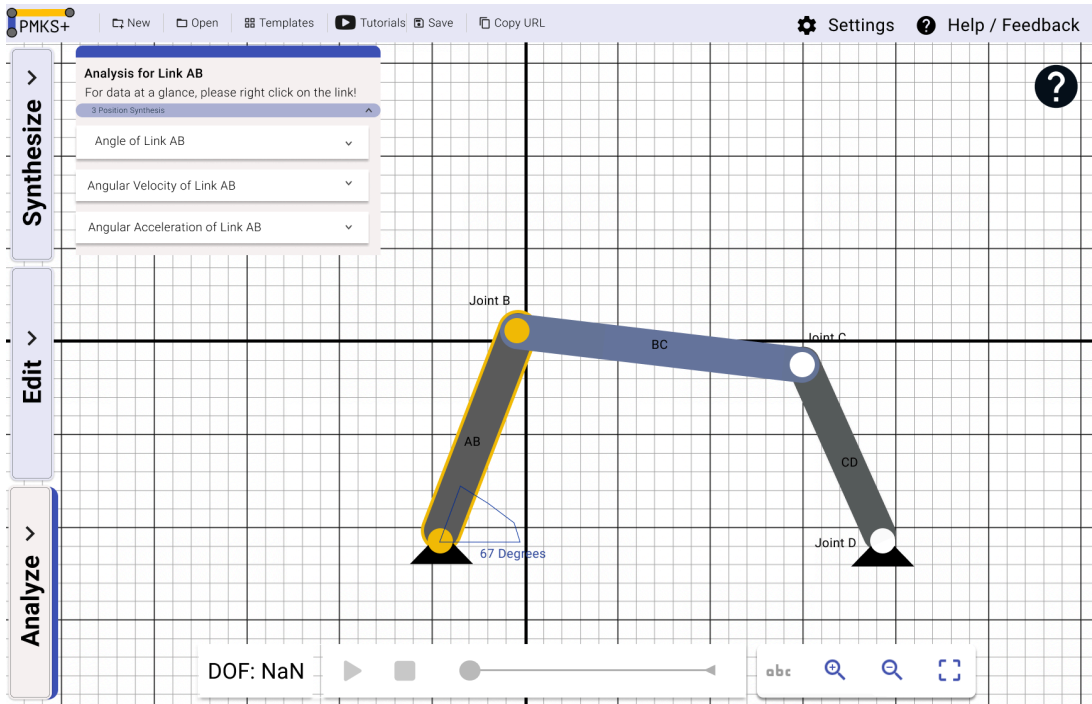 PMKS+ New Open Templates Tutorials Save Copy URL Settings Help / Feedback
Synthesize
Edit
Analyze
Analysis for Link AB
For data at a glance, please right click on the link!
3 Position Synthesis
Angle of Link AB
Angular Velocity of Link AB
Angular Acceleration of Link AB
?
Joint B
Joint C
BC
AB
CD
Joint D
67 Degrees
DOF: NaN
abc